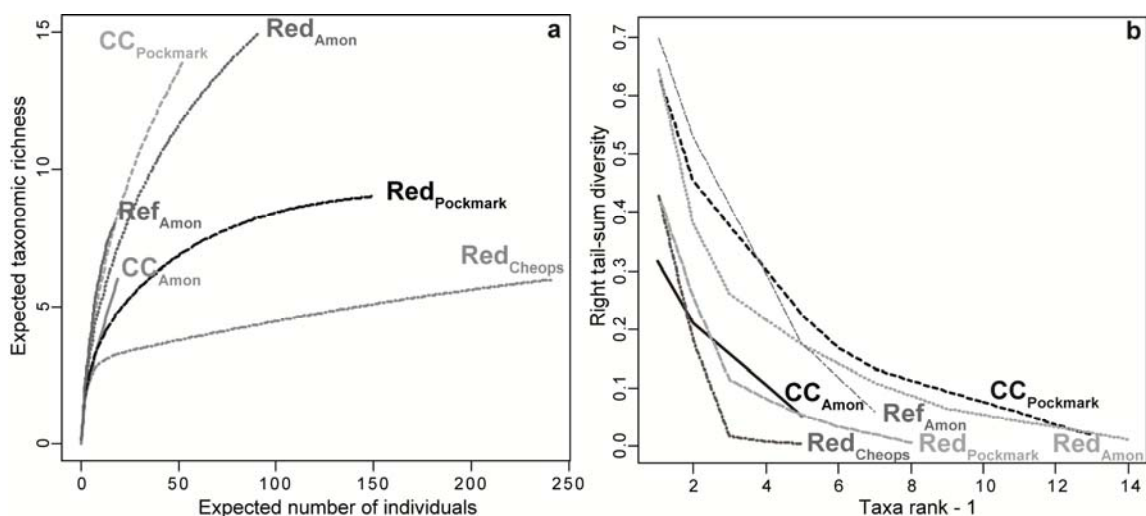 a
Expected taxonomic richness
15
10
5
0
CC Pockmark
Red Amon
Ref Amon
Red Pockmark
CC Amon
Red Cheops
0 50 100 150 200 250
Expected number of individuals
b
Right tail-sum diversity
0.7
0.6
0.5
0.4
0.3
0.2
0.1
0.0
CC Amon
CC Pockmark
Ref Amon
Red Cheops
Red Pockmark
Red Amon
2 4 6 8 10 12 14
Taxa rank - 1